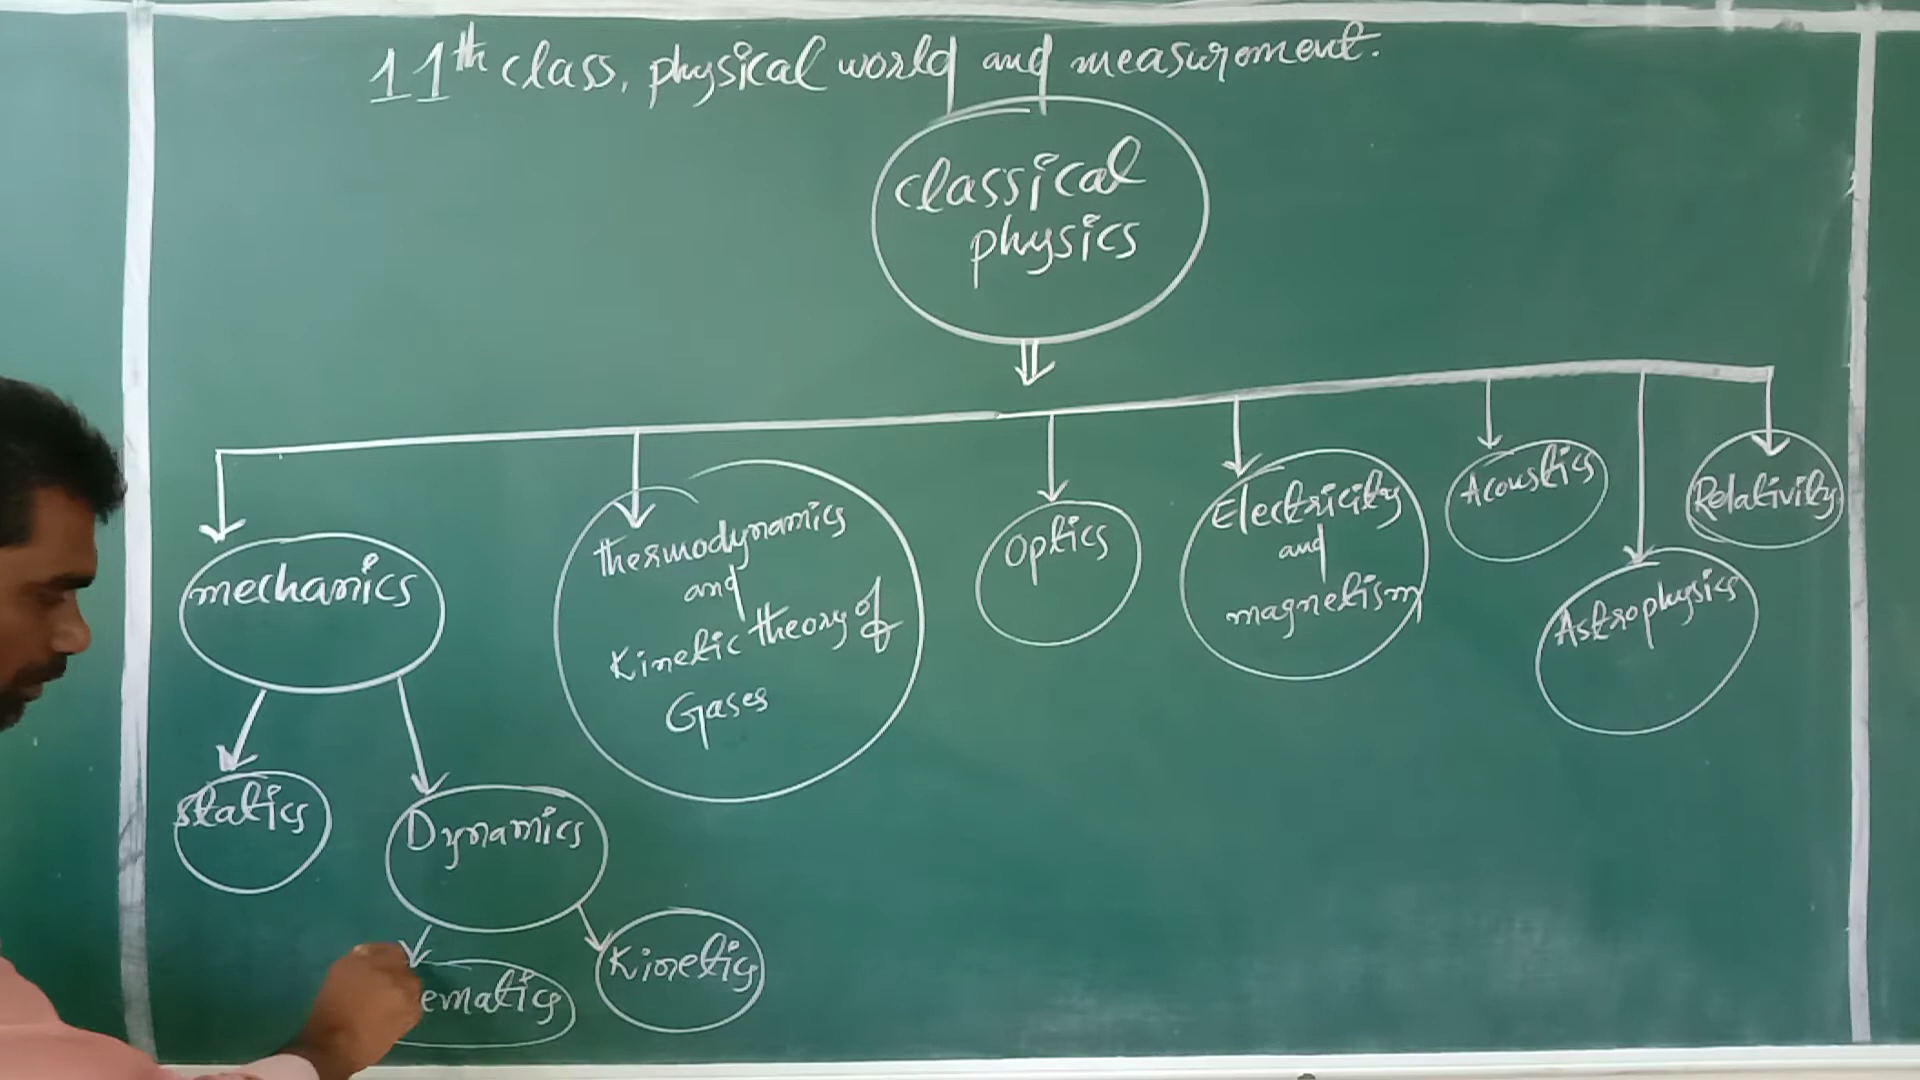 11th class, physical world and measurement.
classical
physics
mechanics
thermodynamics
and
Kinetic theory of
Gases
Optics
Electricity
and
magnetism
Acoustics
Astrophysics
Relativity
Statics
Dynamics
ematics
Kinetics